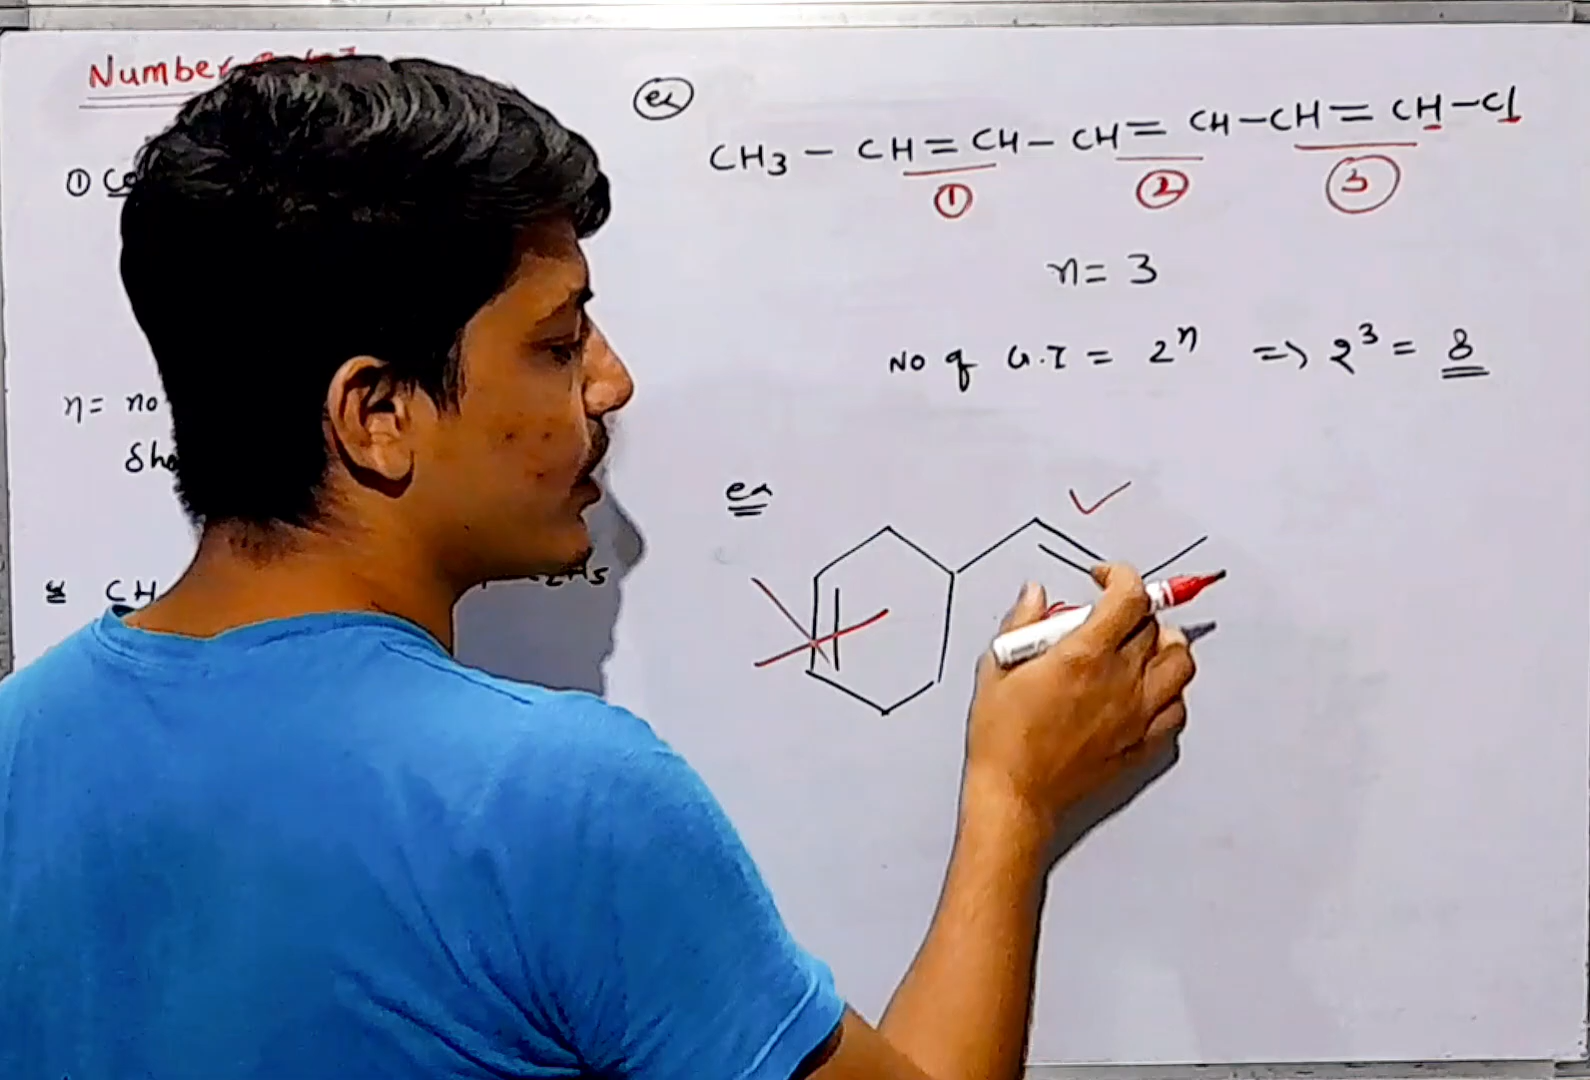 Number
①
n= no
Sho
ex CH
ex
CH3 - CH=CH-CH=CH-CH=CH-Cl
① ② ③
n= 3
No of G.I = 2ⁿ => 2³ = 8
ex